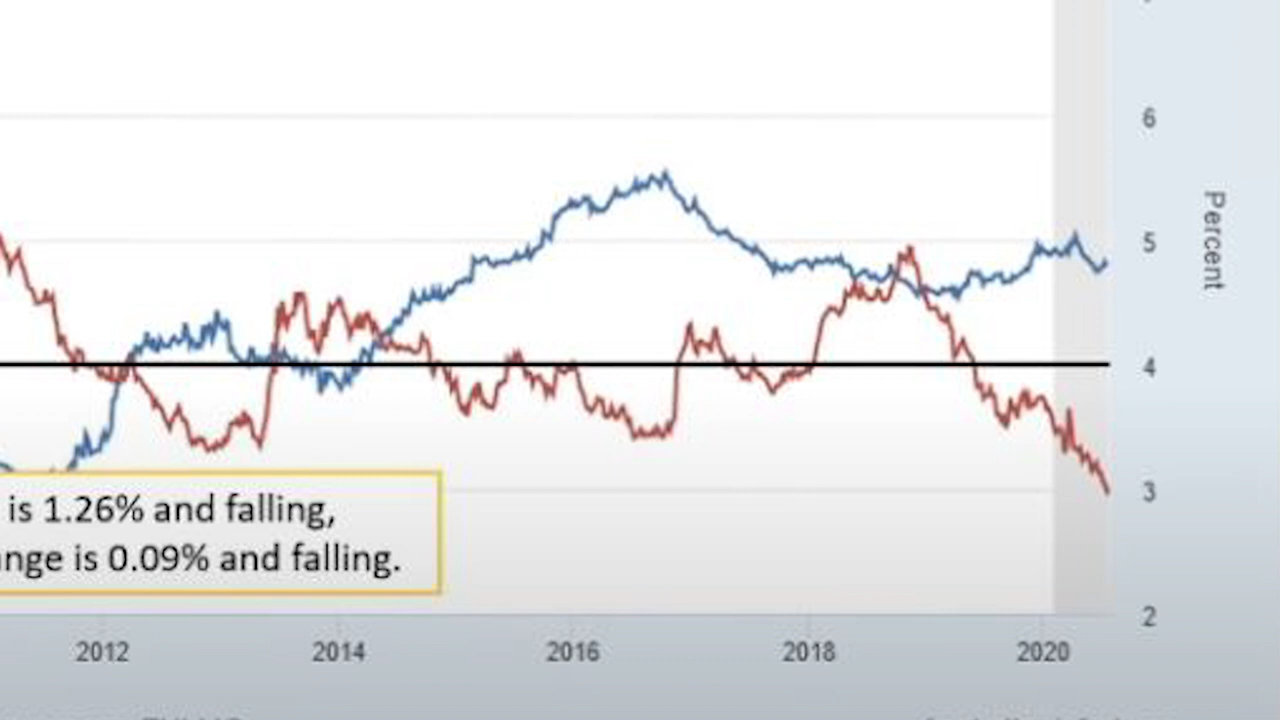 6
5
4
3
2
Percent
is 1.26% and falling,
nge is 0.09% and falling.
2012 2014 2016 2018 2020